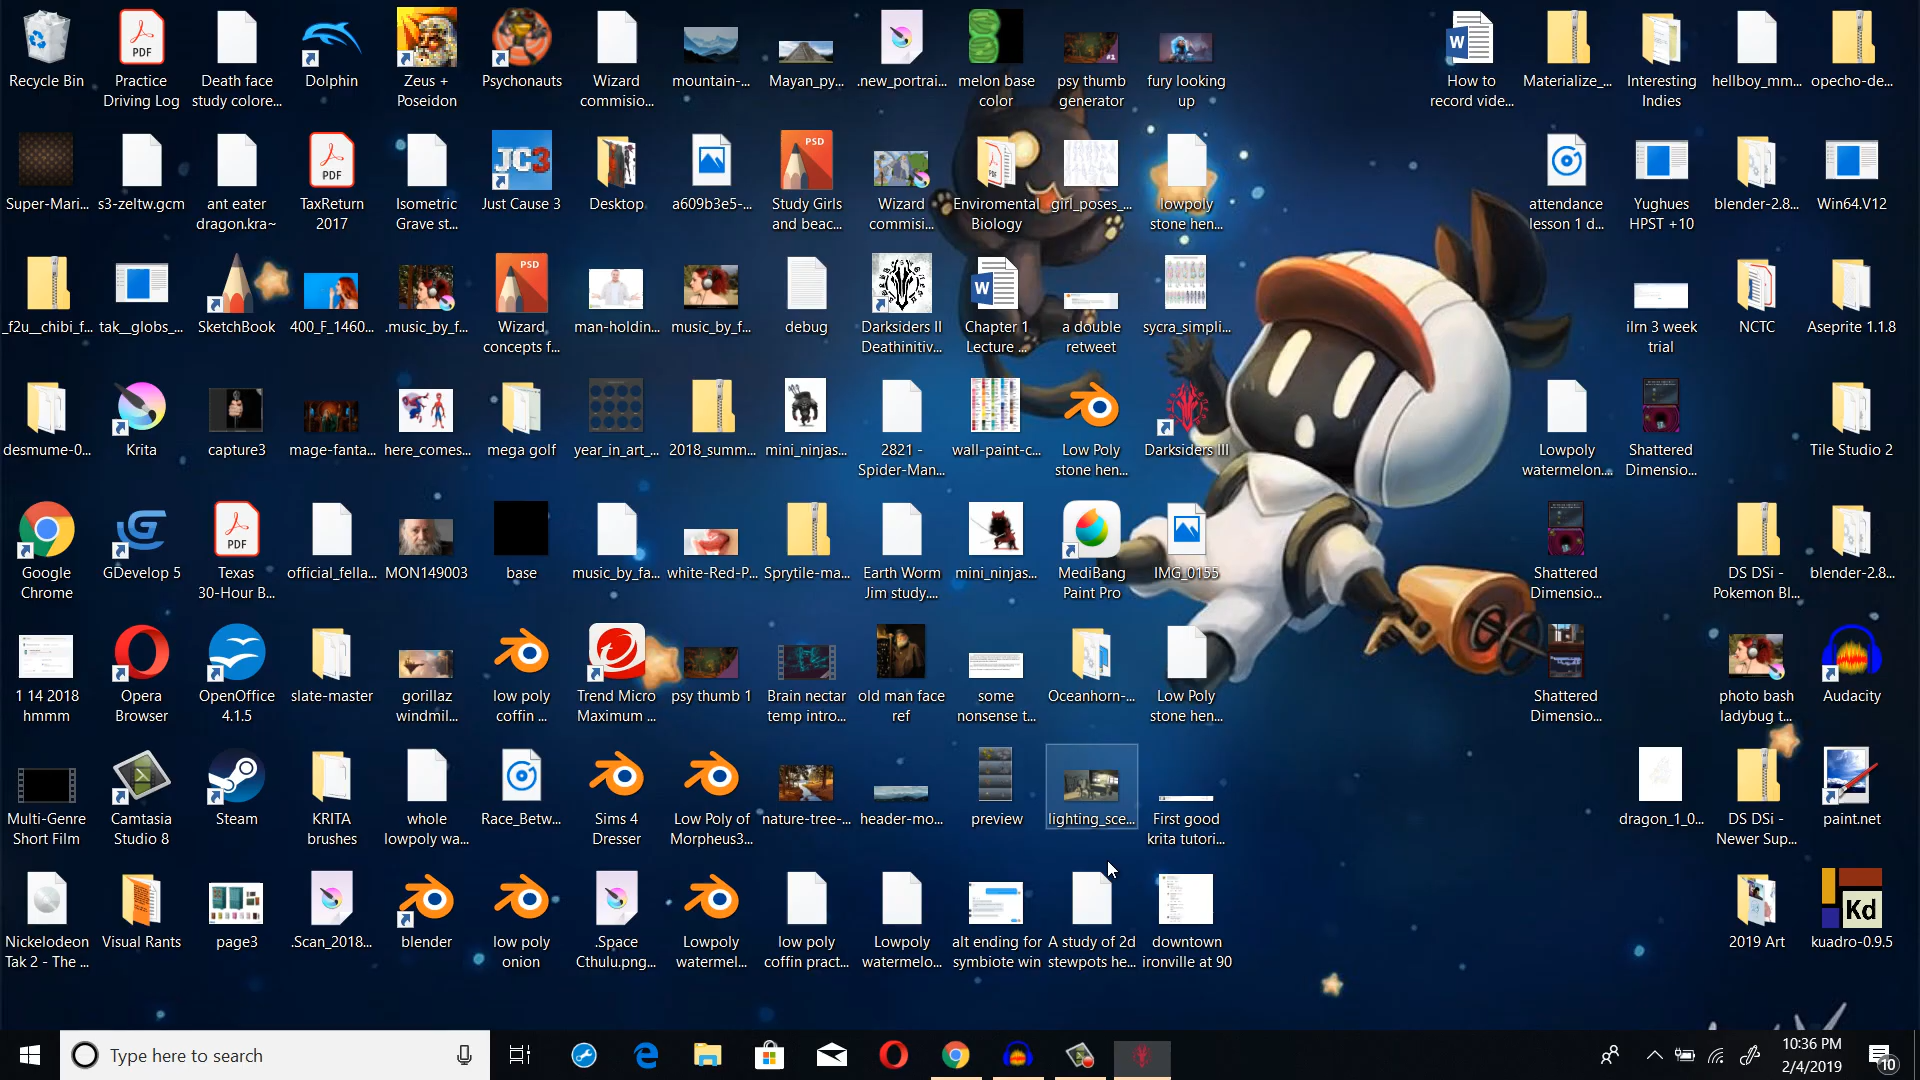 Recycle Bin
Practice
Driving Log
Death face
study colore...
Dolphin
Zeus +
Poseidon
Psychonauts
Wizard
commisio...
mountain-...
Mayan_py...
.new_portrai...
melon base
color
#1
psy thumb
generator
fury looking
up
How to
record vide...
Materialize_...
Interesting
Indies
hellboy_mm...
opecho-de...
Super-Mari...
s3-zeltw.gcm
ant eater
dragon.kra~
TaxReturn
2017
Isometric
Grave st...
JC3
Just Cause 3
Desktop
a609b3e5-...
PSD
Study Girls
and beac...
Wizard
commisi...
Enviromental
Biology
girl_poses_...
lowpoly
stone hen...
attendance
lesson 1 d...
Yughues
HPST +10
blender-2.8...
Win64.V12
_f2u__chibi_f...
tak__globs_...
SketchBook
400_F_1460...
.music_by_f...
PSD
Wizard
concepts f...
man-holdin...
music_by_f...
debug
Darksiders II
Deathinitiv...
Chapter 1
Lecture ...
a double
retweet
sycra_simpli...
ilrn 3 week
trial
NCTC
Aseprite 1.1.8
desmume-0...
Krita
capture3
mage-fanta...
here_comes...
mega golf
year_in_art_...
2018_summ...
mini_ninjas...
2821 -
Spider-Man...
wall-paint-c...
Low Poly
stone hen...
Darksiders III
Lowpoly
watermelon...
Shattered
Dimensio...
Tile Studio 2
Google
Chrome
GDevelop 5
PDF
Texas
30-Hour B...
official_fella...
MON149003
base
music_by_fa...
white-Red-P...
Sprytile-ma...
Earth Worm
Jim study....
mini_ninjas...
MediBang
Paint Pro
IMG_0155
Shattered
Dimensio...
DS DSi -
Pokemon Bl...
blender-2.8...
1 14 2018
hmmm
Opera
Browser
OpenOffice
4.1.5
slate-master
gorillaz
windmil...
low poly
coffin ...
Trend Micro
Maximum ...
psy thumb 1
Brain nectar
temp intro...
old man face
ref
some
nonsense t...
Oceanhorn-...
Low Poly
stone hen...
Shattered
Dimensio...
photo bash
ladybug t...
Audacity
Multi-Genre
Short Film
Camtasia
Studio 8
Steam
KRITA
brushes
whole
lowpoly wa...
Race_Betw...
Sims 4
Dresser
Low Poly of
Morpheus3...
nature-tree-...
header-mo...
preview
lighting_sce...
First good
krita tutori...
dragon_1_0...
DS DSi -
Newer Sup...
paint.net
Nickelodeon
Tak 2 - The ...
Visual Rants
page3
.Scan_2018...
blender
low poly
onion
.Space
Cthulu.png...
Lowpoly
watermel...
low poly
coffin pract...
Lowpoly
watermelo...
alt ending for
symbiote win
A study of 2d
stewpots he...
downtown
ironville at 90
2019 Art
Kd
kuadro-0.9.5
Type here to search
10:36 PM
2/4/2019
10